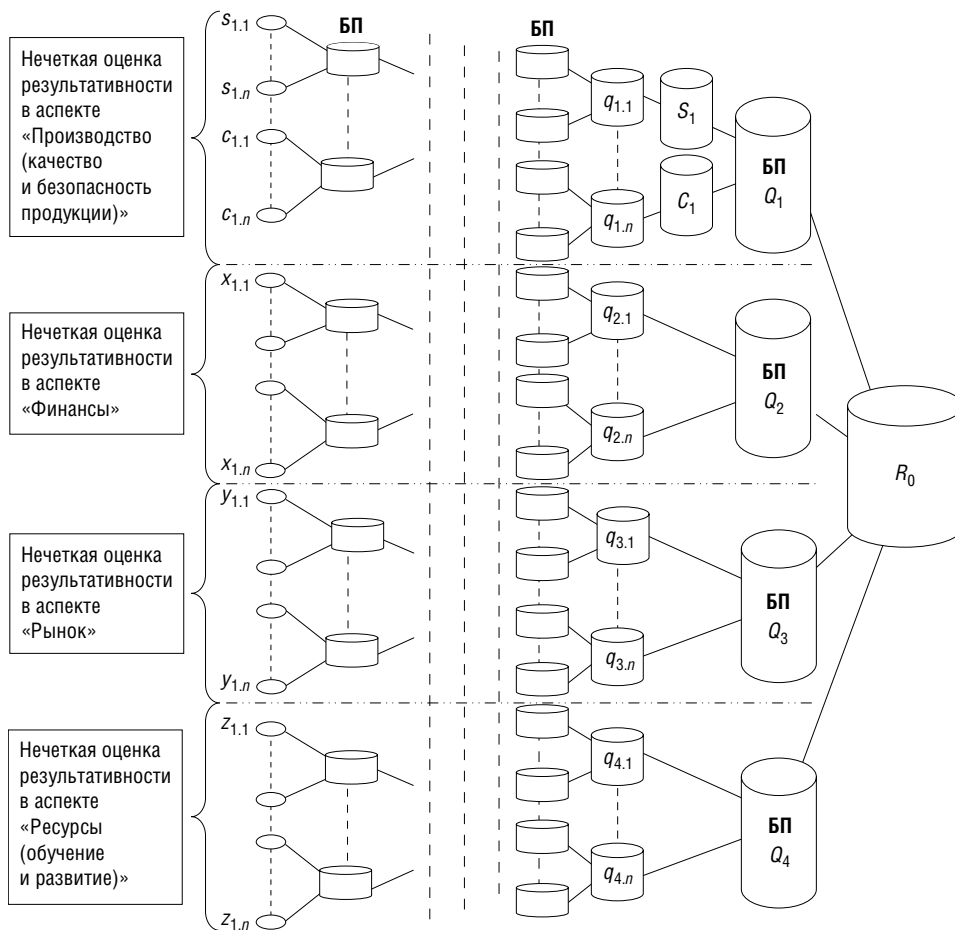 s1.1
БП
БП
Нечеткая оценка
результативности
в аспекте
«Производство
(качество
и безопасность
продукции)»
s1.n
c1.1
c1.n
q1.1
S1
q1.n
C1
БП
Q1
x1.1
Нечеткая оценка
результативности
в аспекте
«Финансы»
x1.n
q2.1
q2.n
БП
Q2
R0
y1.1
Нечеткая оценка
результативности
в аспекте
«Рынок»
y1.n
q3.1
q3.n
БП
Q3
z1.1
Нечеткая оценка
результативности
в аспекте
«Ресурсы
(обучение
и развитие)»
z1.n
q4.1
q4.n
БП
Q4